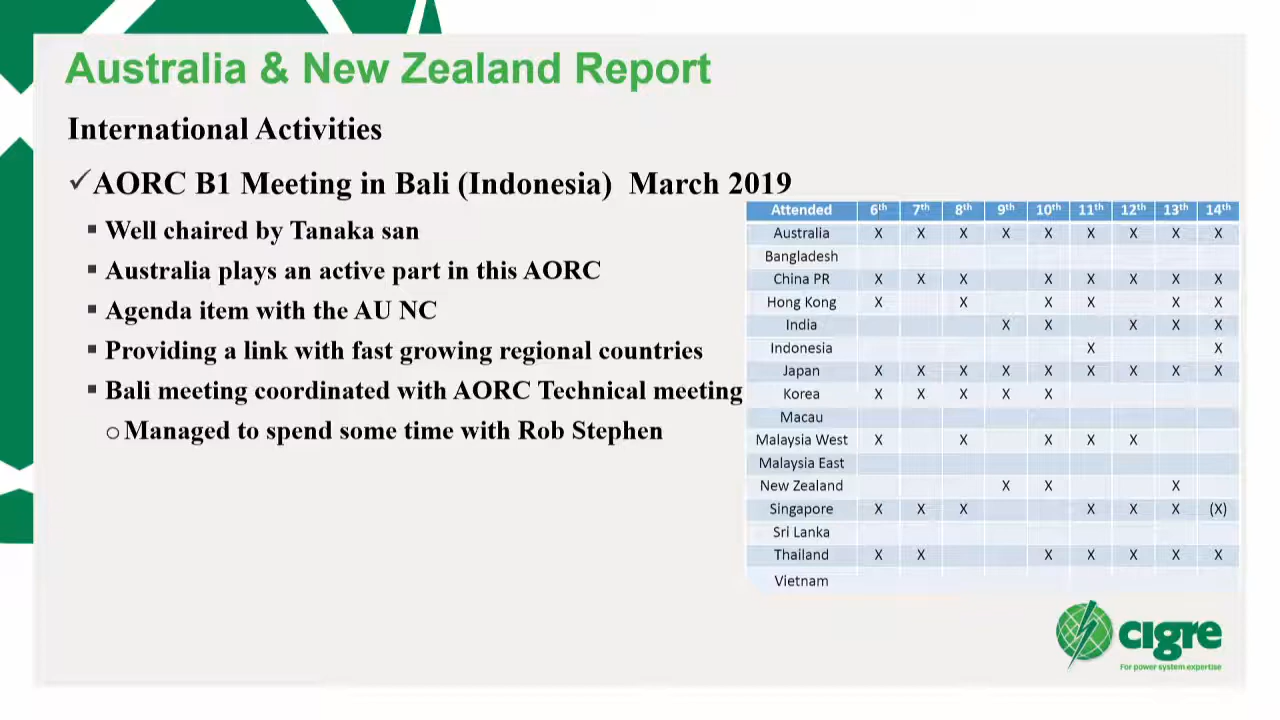 Australia & New Zealand Report
International Activities
✓AORC B1 Meeting in Bali (Indonesia) March 2019
▪ Well chaired by Tanaka san
▪ Australia plays an active part in this AORC
▪ Agenda item with the AU NC
▪ Providing a link with fast growing regional countries
▪ Bali meeting coordinated with AORC Technical meeting
o Managed to spend some time with Rob Stephen
Attended 6th 7th 8th 9th 10th 11th 12th 13th 14th
Australia X X X X X X X X X
Bangladesh
China PR X X X X X X X X
Hong Kong X X X X X X
India X X X X X
Indonesia X X
Japan X X X X X X X X X
Korea X X X X X
Macau
Malaysia West X X X X X
Malaysia East
New Zealand X X X
Singapore X X X X X X (X)
Sri Lanka
Thailand X X X X X X X
Vietnam
cigre
For power system expertise